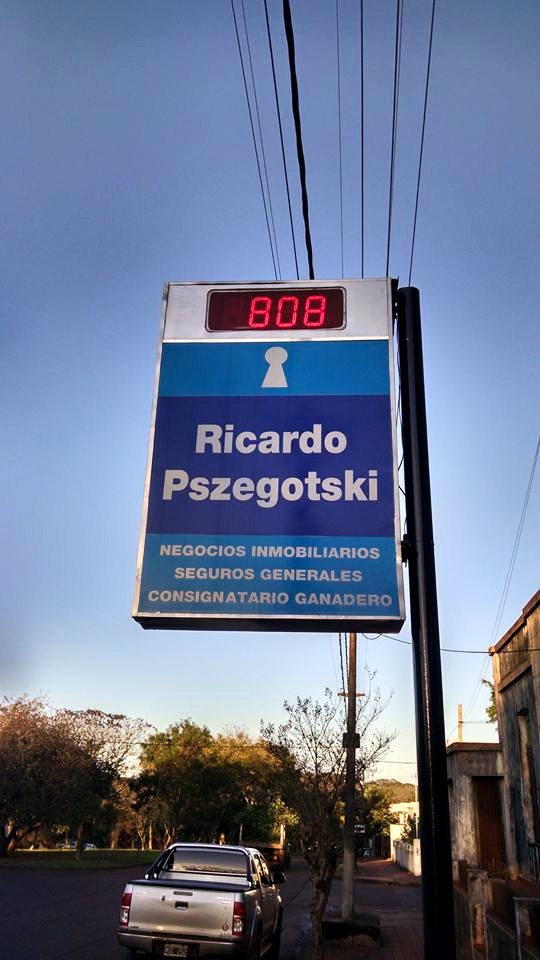 808
Ricardo
Pszegotski
NEGOCIOS INMOBILIARIOS
SEGUROS GENERALES
CONSIGNATARIO GANADERO